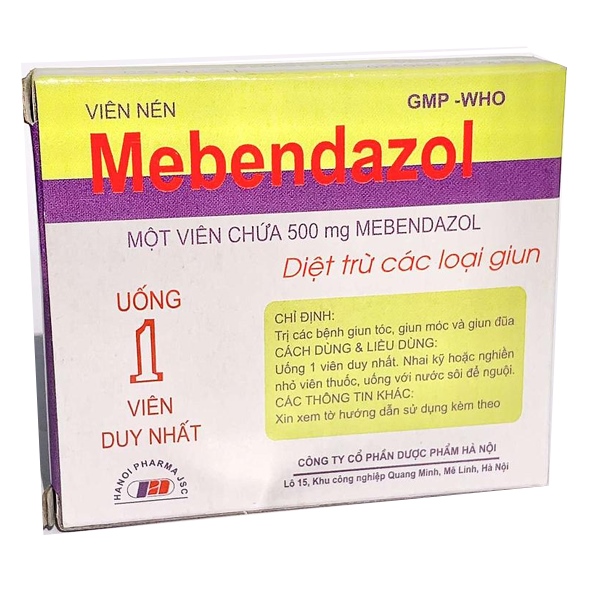 VIÊN NÉN
GMP -WHO
Mebendazol
MỘT VIÊN CHỨA 500 mg MEBENDAZOL
Diệt trừ các loại giun
UỐNG
1
VIÊN
DUY NHẤT
CHỈ ĐỊNH:
Trị các bệnh giun tóc, giun móc và giun đũa
CÁCH DÙNG & LIỀU DÙNG:
Uống 1 viên duy nhất. Nhai kỹ hoặc nghiền
nhỏ viên thuốc, uống với nước sôi để nguội.
CÁC THÔNG TIN KHÁC:
Xin xem tờ hướng dẫn sử dụng kèm theo
HANOI PHARMA JSC
CÔNG TY CỔ PHẦN DƯỢC PHẨM HÀ NỘI
Lô 15, Khu công nghiệp Quang Minh, Mê Linh, Hà Nội